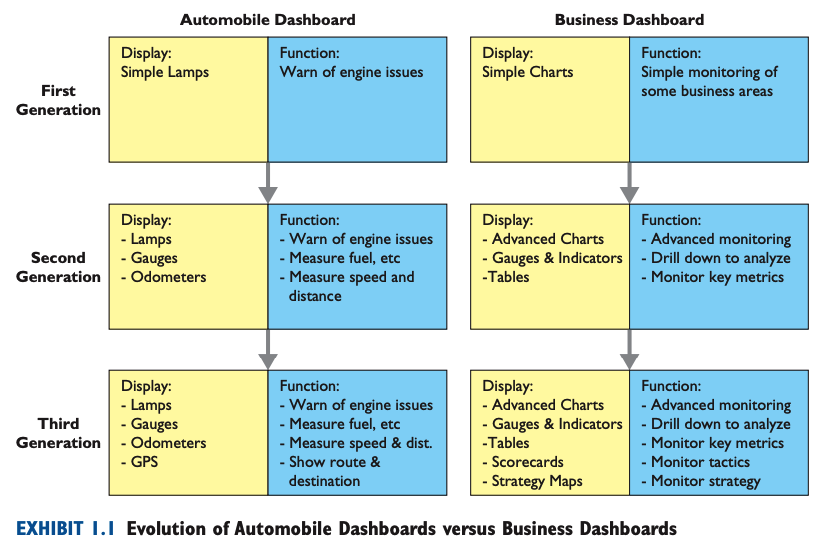 Automobile Dashboard
Business Dashboard
First
Generation
Display:
Simple Lamps
Function:
Warn of engine issues
Display:
Simple Charts
Function:
Simple monitoring of
some business areas
Second
Generation
Display:
- Lamps
- Gauges
- Odometers
Function:
- Warn of engine issues
- Measure fuel, etc
- Measure speed and
distance
Display:
- Advanced Charts
- Gauges & Indicators
-Tables
Function:
- Advanced monitoring
- Drill down to analyze
- Monitor key metrics
Third
Generation
Display:
- Lamps
- Gauges
- Odometers
- GPS
Function:
- Warn of engine issues
- Measure fuel, etc
- Measure speed & dist.
- Show route &
destination
Display:
- Advanced Charts
- Gauges & Indicators
-Tables
- Scorecards
- Strategy Maps
Function:
- Advanced monitoring
- Drill down to analyze
- Monitor key metrics
- Monitor tactics
- Monitor strategy
EXHIBIT 1.1 Evolution of Automobile Dashboards versus Business Dashboards